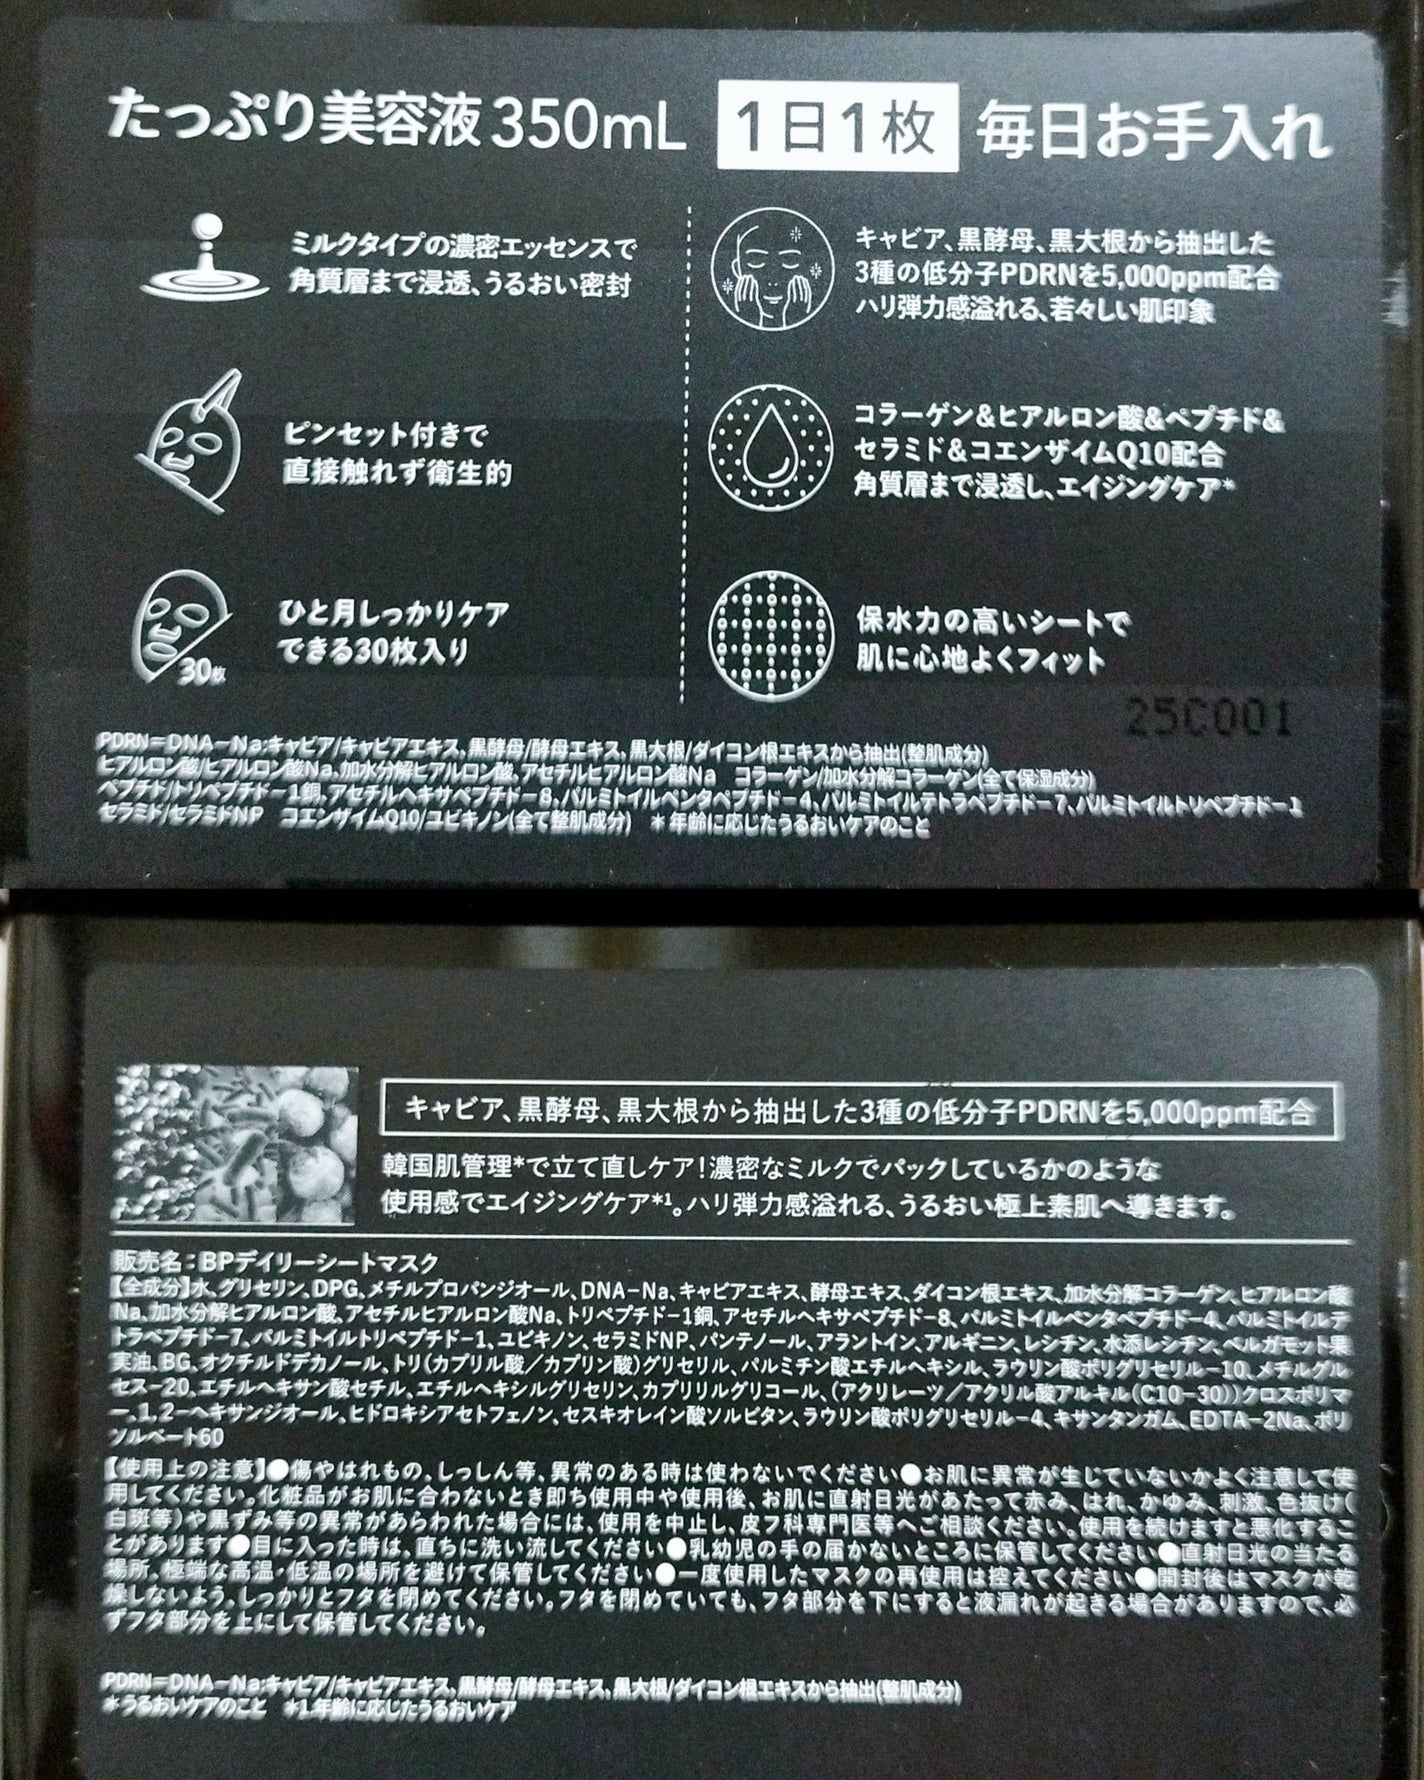 たっぷり美容液350mL 1日1枚 毎日お手入れ
ミルクタイプの濃密エッセンスで
角質層まで浸透、うるおい密封
ピンセット付きで
直接触れず衛生的
30枚
ひと月しっかりケア
できる30枚入り
キャビア、黒酵母、黒大根から抽出した
3種の低分子PDRNを5,000ppm配合
ハリ弾力感溢れる、若々しい肌印象
コラーゲン&ヒアルロン酸&ペプチド&
セラミド&コエンザイムQ10配合
角質層まで浸透し、エイジングケア*
保水力の高いシートで
肌に心地よくフィット
25C001
PDRN=DNA-Na:キャビア/キャビアエキス、黒酵母/酵母エキス、黒大根/ダイコン根エキスから抽出(整肌成分)
ヒアルロン酸/ヒアルロン酸Na、加水分解ヒアルロン酸、アセチルヒアルロン酸Na　コラーゲン/加水分解コラーゲン(全て保湿成分)
ペプチド/トリペプチド-1銅、アセチルヘキサペプチド-8、パルミトイルペンタペプチド-4、パルミトイルテトラペプチド-7、パルミトイルトリペプチド-1
セラミド/セラミドNP　コエンザイムQ10/ユビキノン(全て整肌成分)　*年齢に応じたうるおいケアのこと
キャビア、黒酵母、黒大根から抽出した3種の低分子PDRNを5,000ppm配合
韓国肌管理*で立て直しケア!濃密なミルクでパックしているかのような
使用感でエイジングケア*1。ハリ弾力感溢れる、うるおい極上素肌へ導きます。
販売名:BPデイリーシートマスク
【全成分】水、グリセリン、DPG、メチルプロパンジオール、DNA-Na、キャビアエキス、酵母エキス、ダイコン根エキス、加水分解コラーゲン、ヒアルロン酸
Na、加水分解ヒアルロン酸、アセチルヒアルロン酸Na、トリペプチド-1銅、アセチルヘキサペプチド-8、パルミトイルペンタペプチド-4、パルミトイルテ
トラペプチド-7、パルミトイルトリペプチド-1、ユビキノン、セラミドNP、パンテノール、アラントイン、アルギニン、レシチン、水添レシチン、ベルガモット果
実油、BG、オクチルドデカノール、トリ(カプリル酸/カプリン酸)グリセリル、パルミチン酸エチルヘキシル、ラウリン酸ポリグリセリル-10、メチルグル
セス-20、エチルヘキサン酸セチル、エチルヘキシルグリセリン、カプリリルグリコール、(アクリレーツ/アクリル酸アルキル(C10-30))クロスポリマ
ー、1,2-ヘキサンジオール、ヒドロキシアセトフェノン、セスキオレイン酸ソルビタン、ラウリン酸ポリグリセリル-4、キサンタンガム、EDTA-2Na、ポリ
ソルベート60
【使用上の注意】●傷やはれもの、しっしん等、異常のある時は使わないでください●お肌に異常が生じていないかよく注意して使
用してください。化粧品がお肌に合わないとき即ち使用中や使用後、お肌に直射日光があたって赤み、はれ、かゆみ、刺激、色抜け(
白斑等)や黒ずみ等の異常があらわれた場合には、使用を中止し、皮フ科専門医等へご相談ください。使用を続けますと悪化するこ
とがあります●目に入った時は、直ちに洗い流してください●乳幼児の手の届かないところに保管してください●直射日光の当たる
場所、極端な高温・低温の場所を避けて保管してください●一度使用したマスクの再使用は控えてください●開封後はマスクが乾
燥しないよう、しっかりとフタを閉めてください。フタを閉めていても、フタ部分を下にすると液漏れが起きる場合がありますので、必
ずフタ部分を上にして保管してください。
PDRN=DNA-Na:キャビア/キャビアエキス、黒酵母/酵母エキス、黒大根/ダイコン根エキスから抽出(整肌成分)
*うるおいケアのこと　*1.年齢に応じたうるおいケア